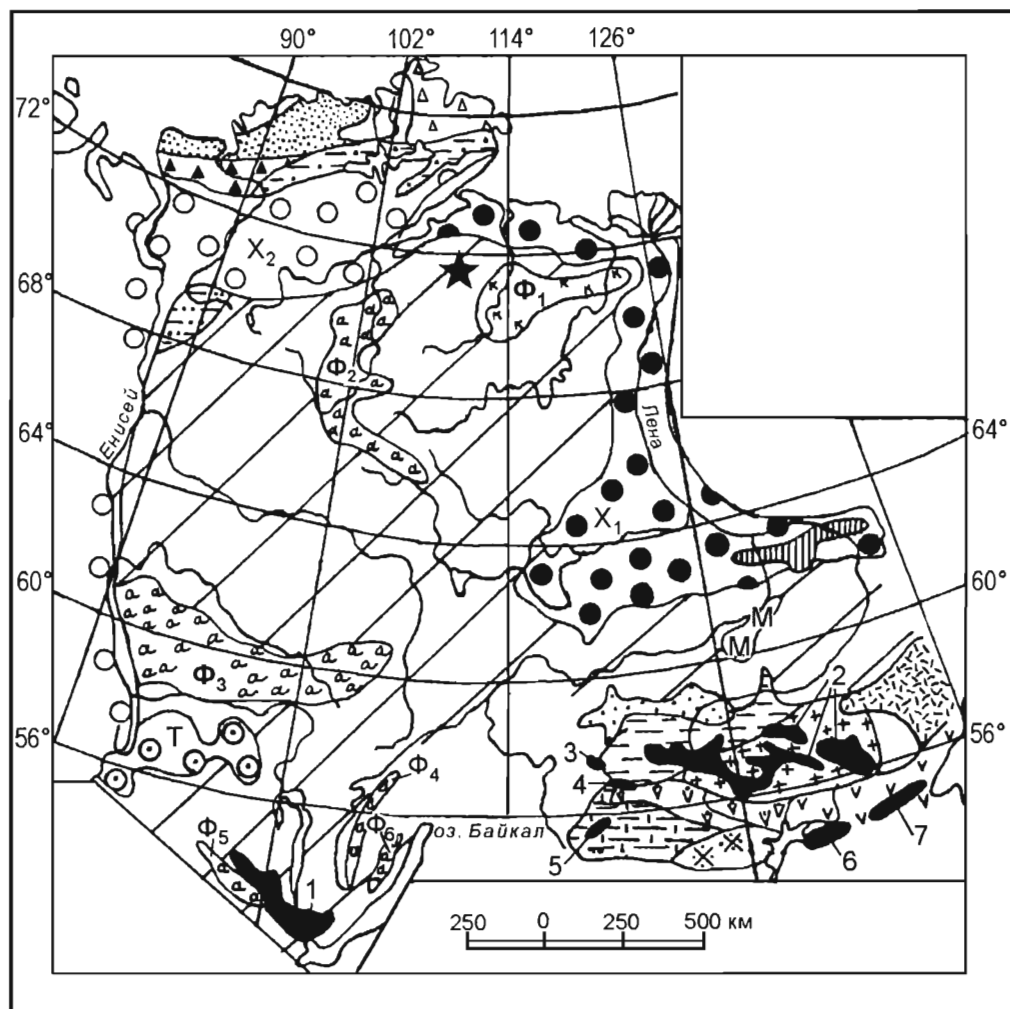 90° 102° 114° 126°
72°
X₂
68°
Ф₁
Ф₂
Енисей
Лена
64° 64°
X₁
60° 60°
М
М
Ф₃
2
Т
56° 56°
3
Ф₄
4
Ф₅ Ф₆ оз. Байкал
7
5 6
1
250 0 250 500 км